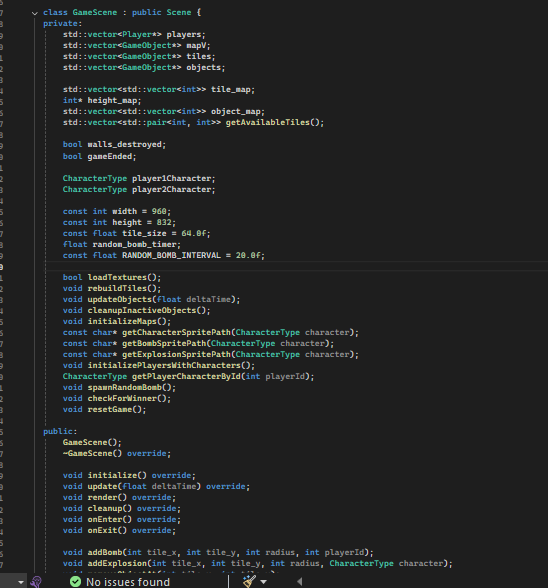 class GameScene : public Scene {
private:
std::vector<Player*> players;
std::vector<GameObject*> mapV;
std::vector<GameObject*> tiles;
std::vector<GameObject*> objects;
std::vector<std::vector<int>> tile_map;
int* height_map;
std::vector<std::vector<int>> object_map;
std::vector<std::pair<int, int>> getAvailableTiles();
bool walls_destroyed;
bool gameEnded;
CharacterType player1Character;
CharacterType player2Character;
const int width = 960;
const int height = 832;
const float tile_size = 64.0f;
float random_bomb_timer;
const float RANDOM_BOMB_INTERVAL = 20.0f;
bool loadTextures();
void rebuildTiles();
void updateObjects(float deltaTime);
void cleanupInactiveObjects();
void initializeMaps();
const char* getCharacterSpritePath(CharacterType character);
const char* getBombSpritPath(CharacterType character);
const char* getExplosionSpritePath(CharacterType character);
void initializePlayersWithCharacters();
CharacterType getPlayerCharacterById(int playerId);
void spawnRandomBomb();
void checkForWinner();
void resetGame();
public:
GameScene();
~GameScene() override;
void initialize() override;
void update(float deltaTime) override;
void render() override;
void cleanup() override;
void onEnter() override;
void onExit() override;
void addBomb(int tile_x, int tile_y, int radius, int playerId);
void addExplosion(int tile_x, int tile_y, int radius, CharacterType character);
No issues found